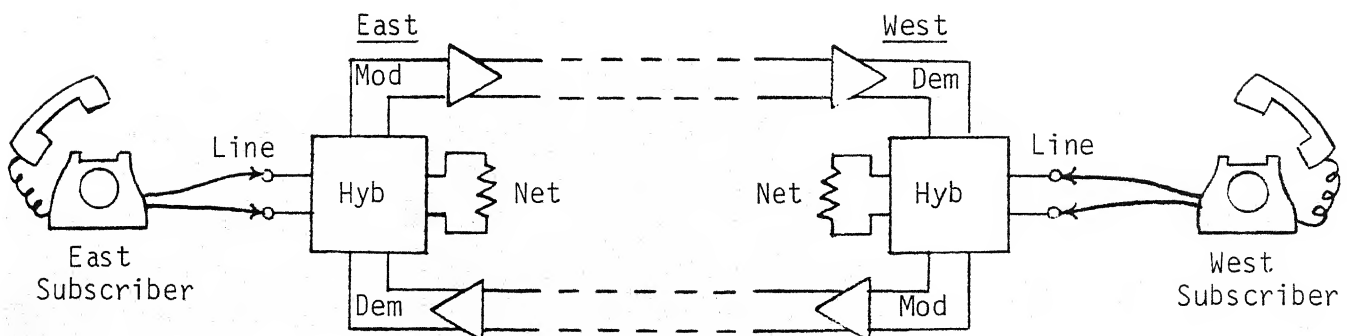 East West
Mod Dem
Line Line
Hyb Net Net Hyb
East
Subscriber
West
Subscriber
Dem Mod